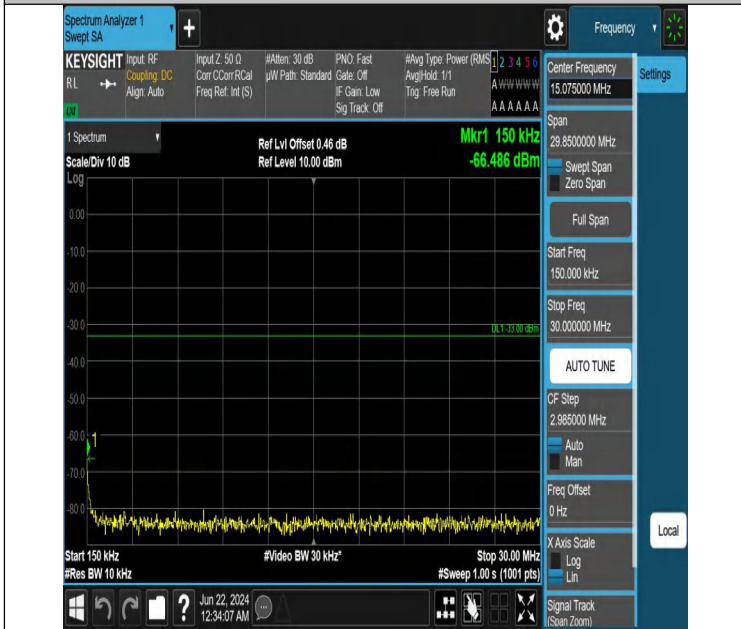 Spectrum Analyzer 1
Swept SA
+
Frequency
KEYSIGHT
RL
LXI
Input: RF
Coupling: DC
Align: Auto
Input Z: 50 Ω
Corr CCorr RCal
Freq Ref: Int (S)
#Atten: 30 dB
µW Path: Standard
PNO: Fast
Gate: Off
IF Gain: Low
Sig Track: Off
#Avg Type: Power (RMS
Avg|Hold: 1/1
Trig: Free Run
1 2 3 4 5 6
A W W W W W
A A A A A A
1 Spectrum
Scale/Div 10 dB
Ref Lvl Offset 0.46 dB
Ref Level 10.00 dBm
Mkr1 150 kHz
-66.486 dBm
Log
0.00
-10.0
-20.0
-30.0
DL1 -33.00 dBm
-40.0
-50.0
-60.0
1
-70.0
-80.0
Start 150 kHz
#Video BW 30 kHz*
Stop 30.00 MHz
#Res BW 10 kHz
#Sweep 1.00 s (1001 pts)
?
Jun 22, 2024
12:34:07 AM
Settings
Center Frequency
15.075000 MHz
Span
29.8500000 MHz
Swept Span
Zero Span
Full Span
Start Freq
150.000 kHz
Stop Freq
30.000000 MHz
AUTO TUNE
CF Step
2.985000 MHz
Auto
Man
Freq Offset
0 Hz
X Axis Scale
Log
Lin
Signal Track
(Span Zoom)
Local